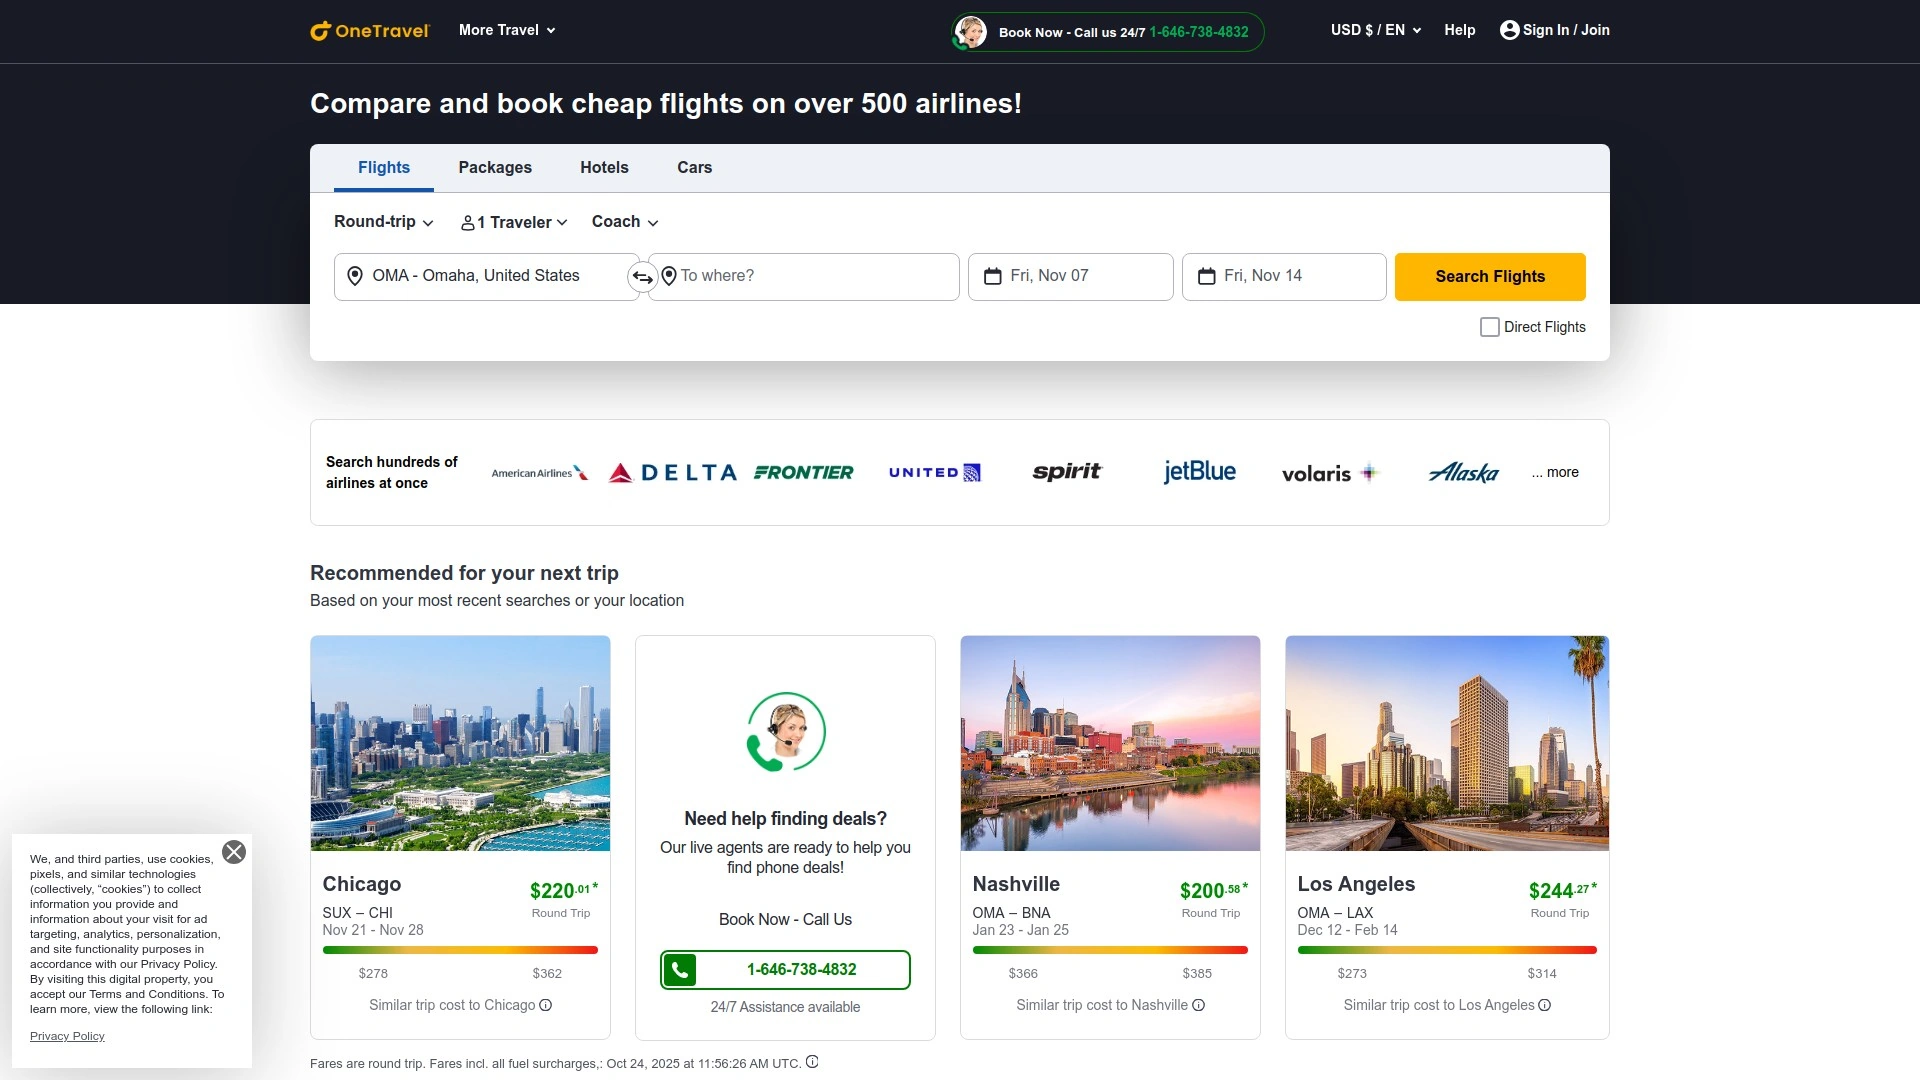 OneTravel
More Travel
Book Now - Call us 24/7 1-646-738-4832
USD $ / EN
Help
Sign In / Join
Compare and book cheap flights on over 500 airlines!
Flights
Packages
Hotels
Cars
Round-trip
1 Traveler
Coach
OMA - Omaha, United States
To where?
Fri, Nov 07
Fri, Nov 14
Search Flights
Direct Flights
Search hundreds of
airlines at once
American Airlines
DELTA
FRONTIER
UNITED
spirit
jetBlue
volaris
Alaska
... more
Recommended for your next trip
Based on your most recent searches or your location
Chicago
$220.01*
SUX – CHI
Round Trip
Nov 21 - Nov 28
$278
$362
Similar trip cost to Chicago
Need help finding deals?
Our live agents are ready to help you
find phone deals!
Book Now - Call Us
1-646-738-4832
24/7 Assistance available
Nashville
$200.58*
OMA – BNA
Round Trip
Jan 23 - Jan 25
$366
$385
Similar trip cost to Nashville
Los Angeles
$244.27*
OMA – LAX
Round Trip
Dec 12 - Feb 14
$273
$314
Similar trip cost to Los Angeles
Fares are round trip. Fares incl. all fuel surcharges,: Oct 24, 2025 at 11:56:26 AM UTC.
We, and third parties, use cookies,
pixels, and similar technologies
(collectively, “cookies”) to collect
information you provide and
information about your visit for ad
targeting, analytics, personalization,
and site functionality purposes in
accordance with our Privacy Policy.
By visiting this digital property, you
accept our Terms and Conditions. To
learn more, view the following link:
Privacy Policy